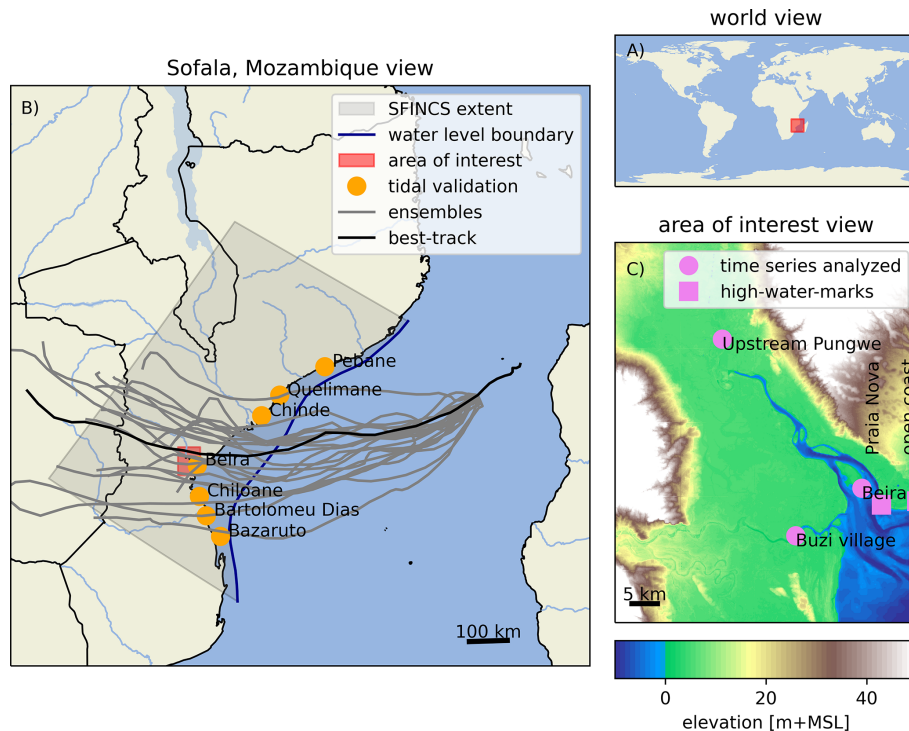 world view
A)
Sofala, Mozambique view
B)
SFINCS extent
water level boundary
area of interest
tidal validation
ensembles
best-track
Pebane
Quelimane
Chinde
Beira
Chiloane
Bartolomeu Dias
Bazaruto
100 km
area of interest view
C)
time series analyzed
high-water-marks
Upstream Pungwe
Praia Nova
open coast
Beira
Buzi village
5 km
0 20 40
elevation [m+MSL]